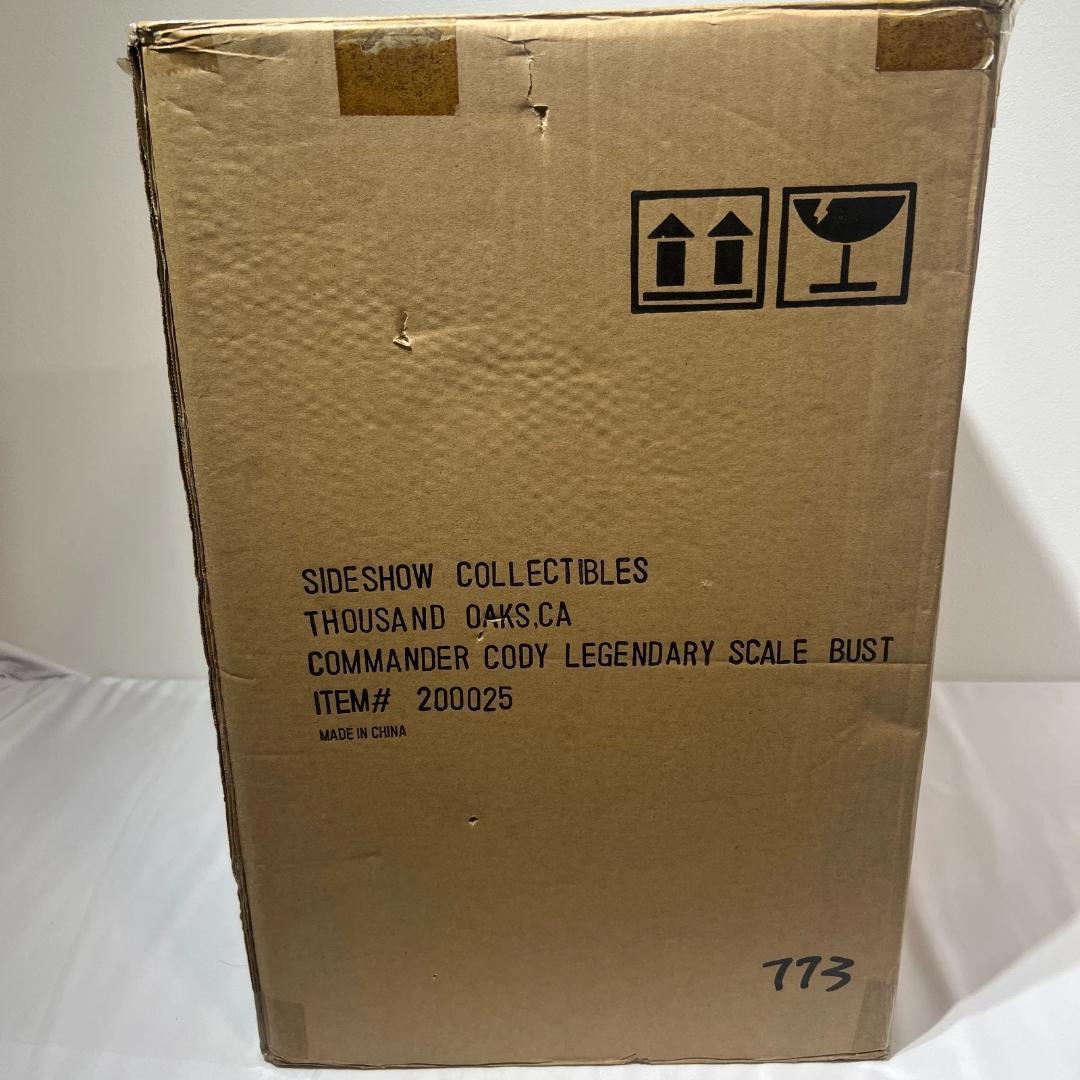 SIDESHOW COLLECTIBLES
THOUSAND OAKS,CA
COMMANDER CODY LEGENDARY SCALE BUST
ITEM# 200025
MADE IN CHINA
773